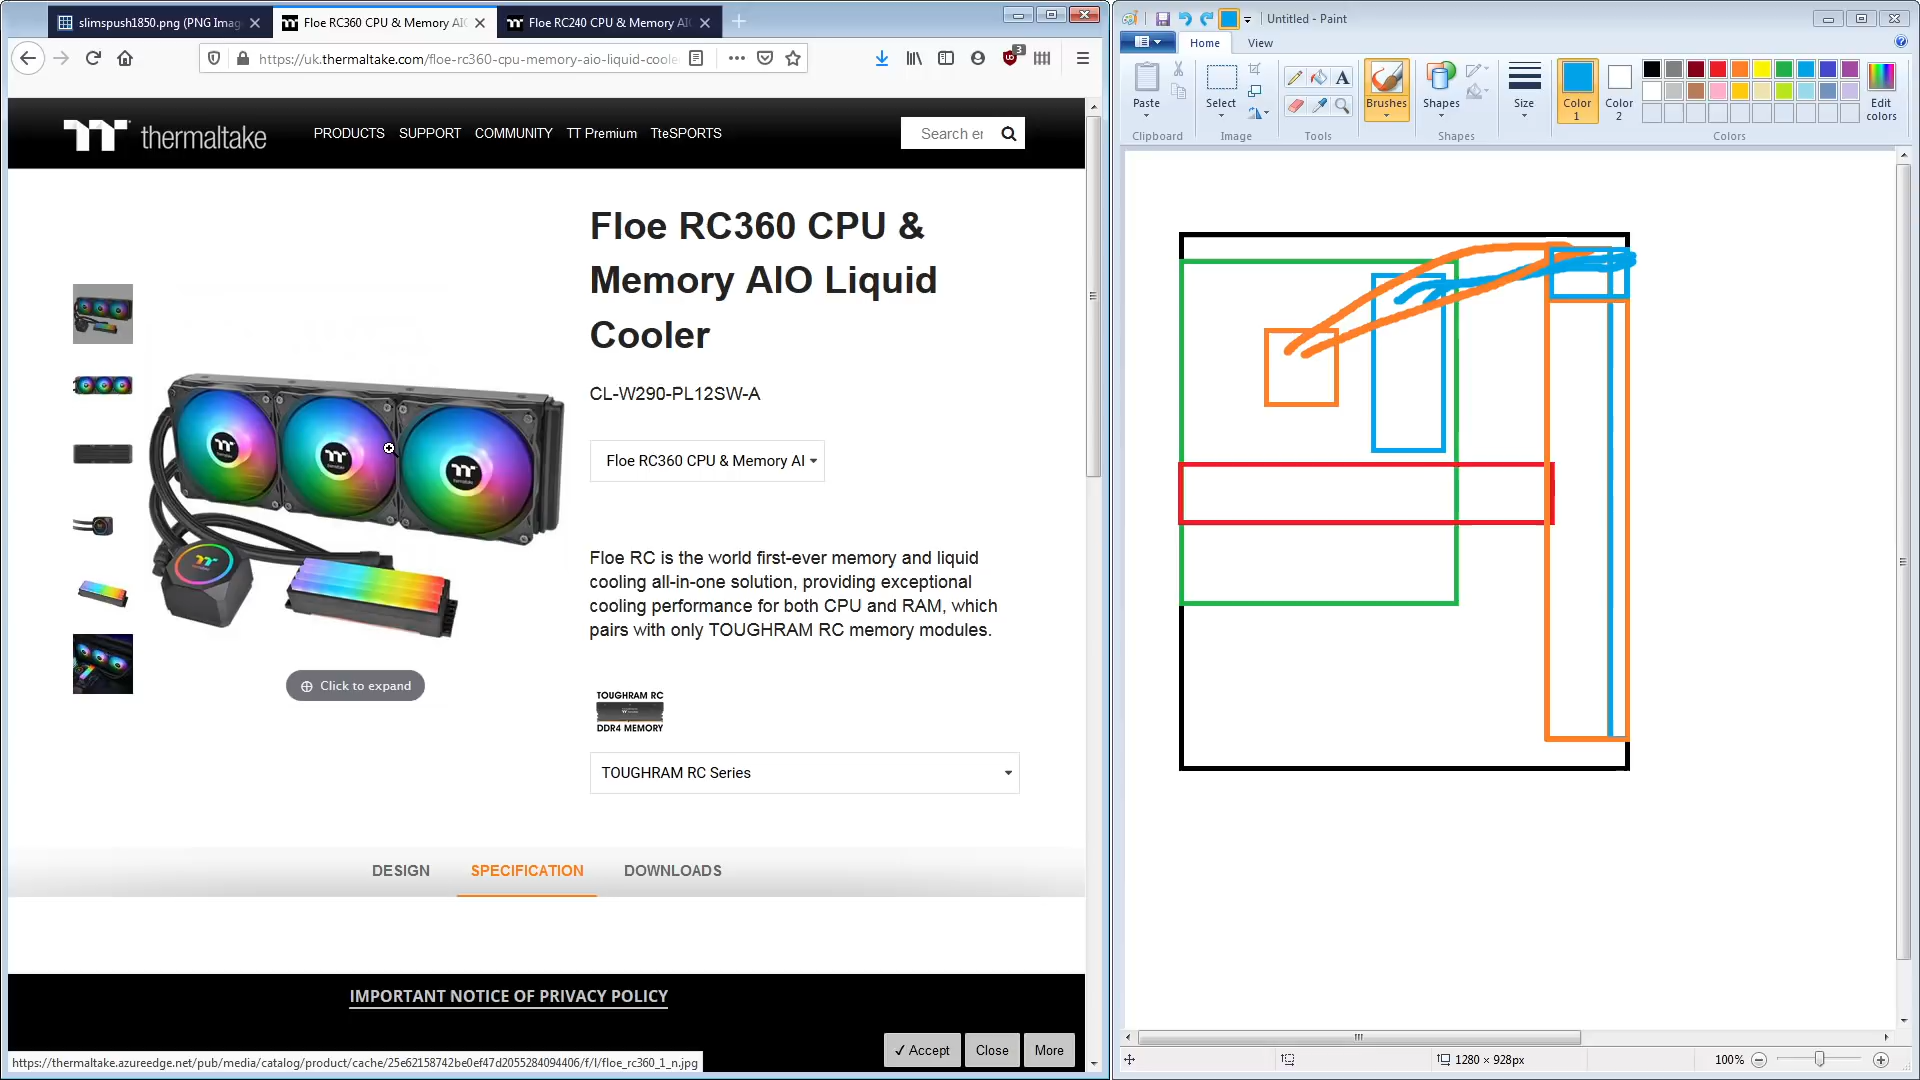 slimspush1850.png (PNG Imag
Floe RC360 CPU & Memory AIO
Floe RC240 CPU & Memory AIO
Untitled - Paint
Home
View
https://uk.thermaltake.com/floe-rc360-cpu-memory-aio-liquid-coole
3
Paste
Select
Brushes
Shapes
Size
Color
1
Color
2
Edit
colors
Clipboard
Image
Tools
Shapes
Colors
thermaltake
PRODUCTS
SUPPORT
COMMUNITY
TT Premium
TteSPORTS
Search er
Floe RC360 CPU &
Memory AIO Liquid
Cooler
CL-W290-PL12SW-A
Floe RC360 CPU & Memory AI
Floe RC is the world first-ever memory and liquid
cooling all-in-one solution, providing exceptional
cooling performance for both CPU and RAM, which
pairs with only TOUGHRAM RC memory modules.
Click to expand
TOUGHRAM RC
DDR4 MEMORY
TOUGHRAM RC Series
DESIGN
SPECIFICATION
DOWNLOADS
IMPORTANT NOTICE OF PRIVACY POLICY
✓ Accept
Close
More
https://thermaltake.azureedge.net/pub/media/catalog/product/cache/25e62158742be0ef47d2055284094406/f/l/floe_rc360_1_n.jpg
1280 × 928px
100%